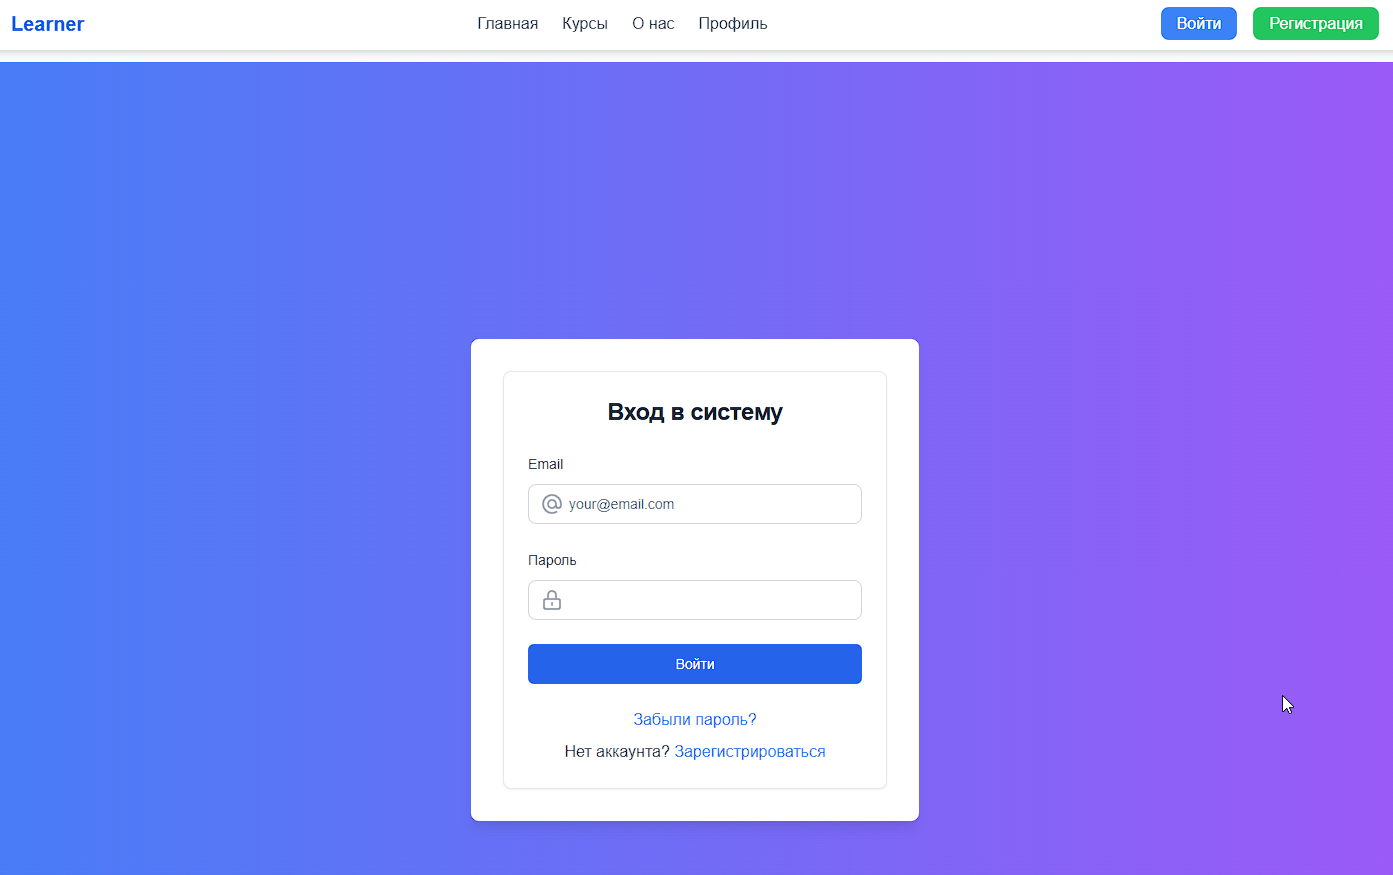 Learner
Главная Курсы О нас Профиль
Войти Регистрация
Вход в систему
Email
your@email.com
Пароль
Войти
Забыли пароль?
Нет аккаунта? Зарегистрироваться